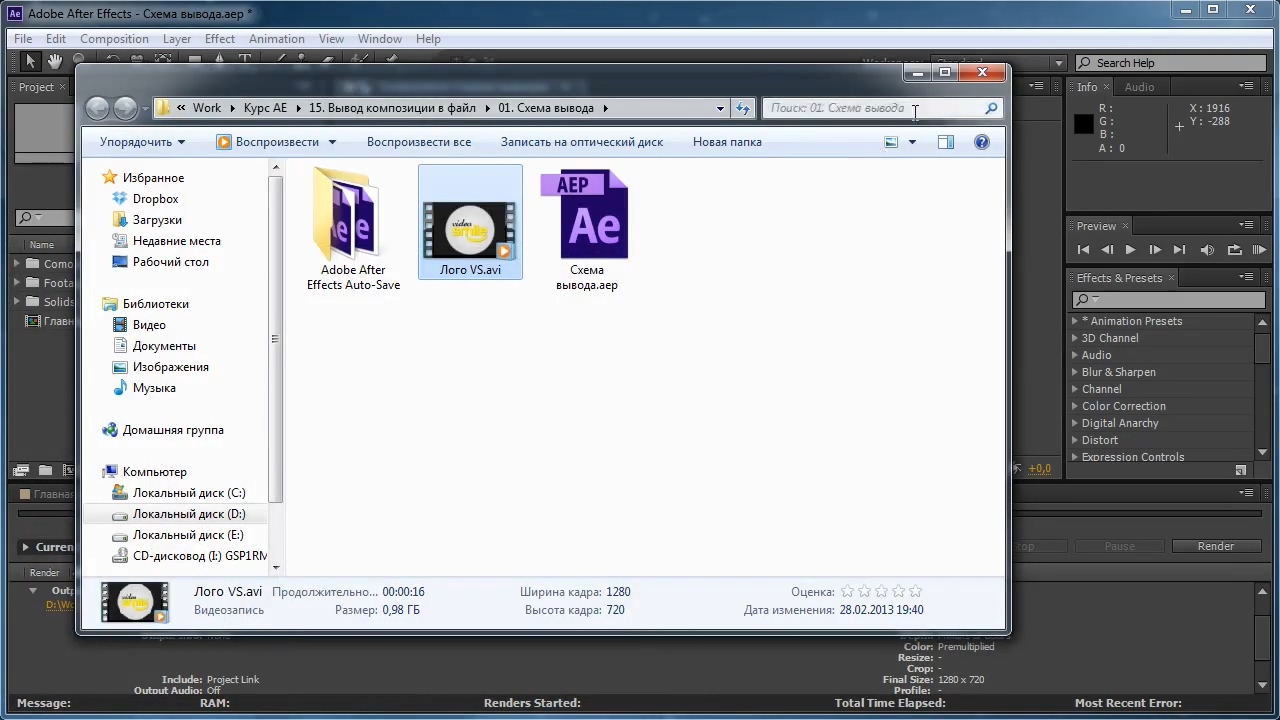 Adobe After Effects - Схема вывода.aep *
File Edit Composition Layer Effect Animation View Window Help
Search Help
Project
Info Audio
R: X: 1916
G: Y: -288
B:
A: 0
Work Курс АЕ 15. Вывод композиции в файл 01. Схема вывода
Поиск: 01. Схема вывода
Упорядочить Воспроизвести Воспроизвести все Записать на оптический диск Новая папка
Избранное
Dropbox
Загрузки
Недавние места
Рабочий стол
Библиотеки
Видео
Документы
Изображения
Музыка
Домашняя группа
Компьютер
Локальный диск (C:)
Локальный диск (D:)
Локальный диск (E:)
CD-дисковод (I:) GSP1RM
AEP
Ae
video
smile
Adobe After
Effects Auto-Save
Лого VS.avi
Схема
вывода.aep
Name
Como
Foota
Solids
Главн
Preview
Effects & Presets
* Animation Presets
3D Channel
Audio
Blur & Sharpen
Channel
Color Correction
Digital Anarchy
Distort
Expression Controls
+0,0
Главная
Curren
Pause Render
Render
Outp
D:\Wo
Лого VS.avi Продолжительно... 00:00:16 Ширина кадра: 1280 Оценка:
Видеозапись Размер: 0,98 ГБ Высота кадра: 720 Дата изменения: 28.02.2013 19:40
Color: Premultiplied
Resize: -
Crop: -
Include: Project Link Final Size: 1280 x 720
Output Audio: Off Profile: -
Message: RAM: Renders Started: Total Time Elapsed: Most Recent Error: